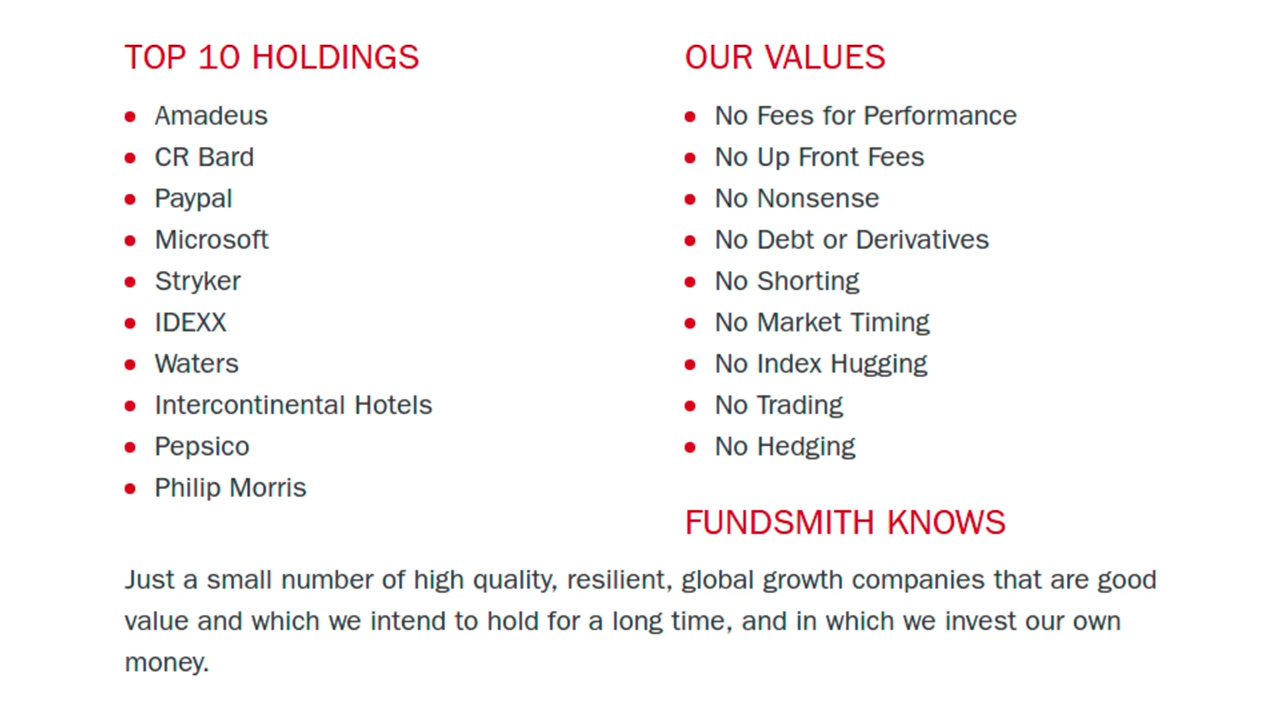 TOP 10 HOLDINGS
Amadeus
CR Bard
Paypal
Microsoft
Stryker
IDEXX
Waters
Intercontinental Hotels
Pepsico
Philip Morris
OUR VALUES
No Fees for Performance
No Up Front Fees
No Nonsense
No Debt or Derivatives
No Shorting
No Market Timing
No Index Hugging
No Trading
No Hedging
FUNDSMITH KNOWS
Just a small number of high quality, resilient, global growth companies that are good
value and which we intend to hold for a long time, and in which we invest our own
money.